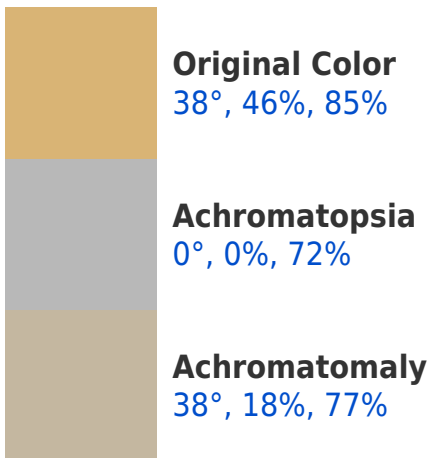 Original Color
38°, 46%, 85%
Achromatopsia
0°, 0%, 72%
Achromatomaly
38°, 18%, 77%